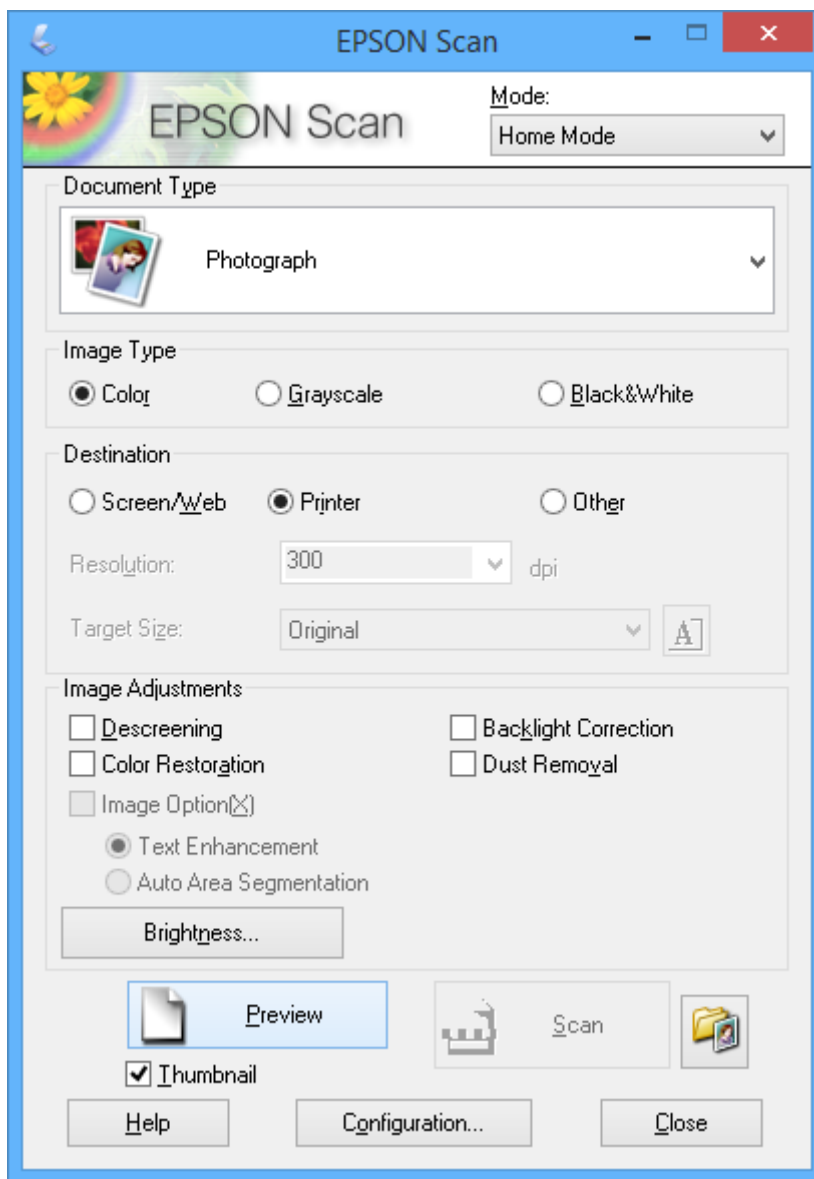 EPSON Scan
EPSON Scan
Mode:
Home Mode
Document Type
Photograph
Image Type
Color
Grayscale
Black&White
Destination
Screen/Web
Printer
Other
Resolution:
300
dpi
Target Size:
Original
A
Image Adjustments
Descreening
Backlight Correction
Color Restoration
Dust Removal
Image Option(X)
Text Enhancement
Auto Area Segmentation
Brightness...
Preview
Scan
Thumbnail
Help
Configuration...
Close